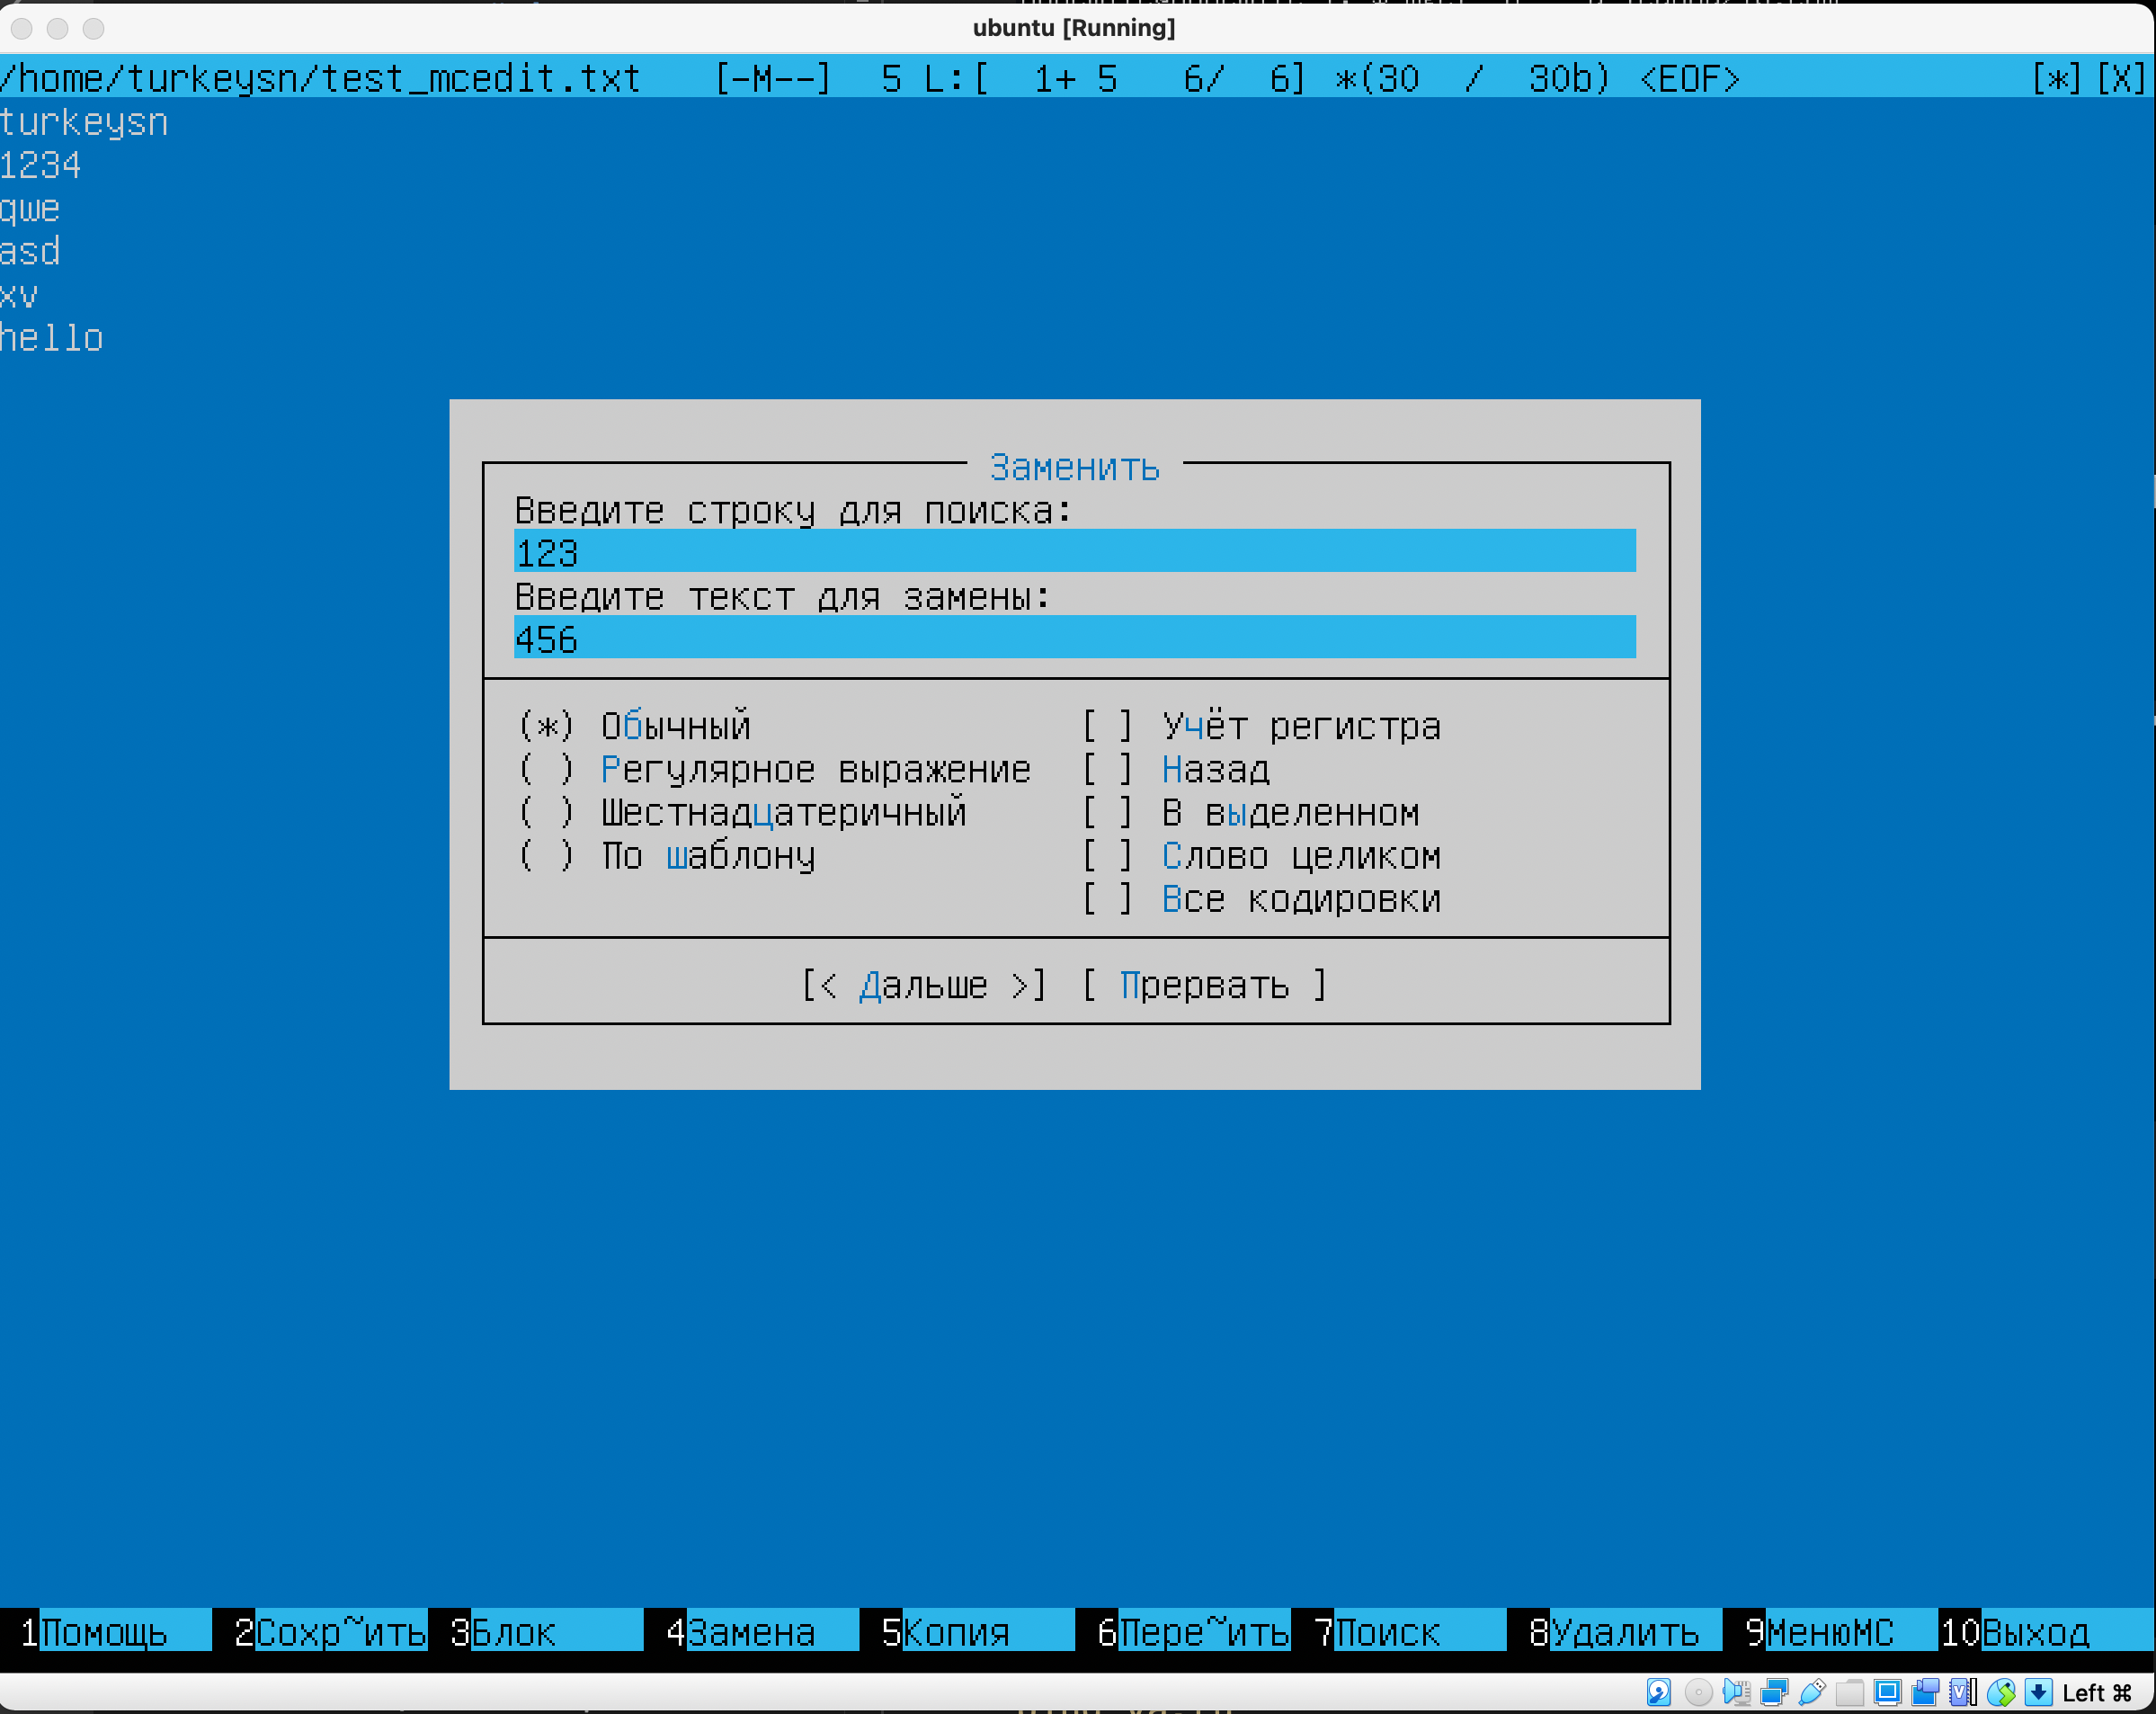 ubuntu [Running]
/home/turkeysn/test_mcedit.txt [-M--] 5 L:[ 1+ 5 6/ 6] *(30 / 30b) <EOF> [*][X]
turkeysn
1234
qwe
asd
xv
hello
Заменить
Введите строку для поиска:
123
Введите текст для замены:
456
(*) Обычный [ ] Учёт регистра
( ) Регулярное выражение [ ] Назад
( ) Шестнадцатеричный [ ] В выделенном
( ) По шаблону [ ] Слово целиком
[ ] Все кодировки
[< Дальше >] [ Прервать ]
1Помощь 2Сохр~ить 3Блок 4Замена 5Копия 6Пере~ить 7Поиск 8Удалить 9МенюMC 10Выход
Left ⌘